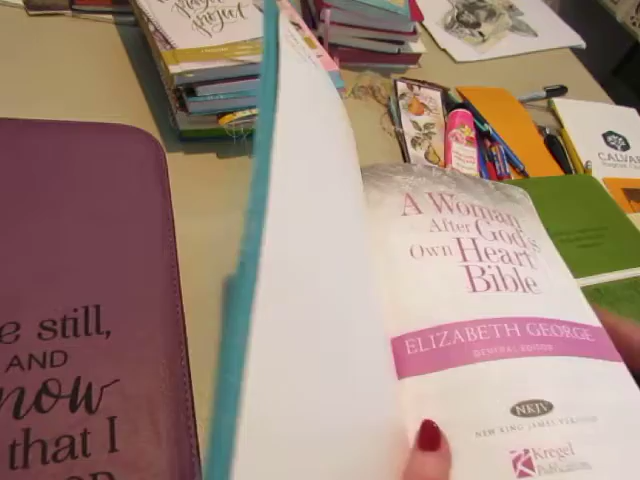 e still,
AND
now
that I
A Woman
After God's
Own Heart
Bible
ELIZABETH GEORGE
GENERAL EDITOR
NKJV
NEW KING JAMES VERSION
Kregel
Publications
CALVARY